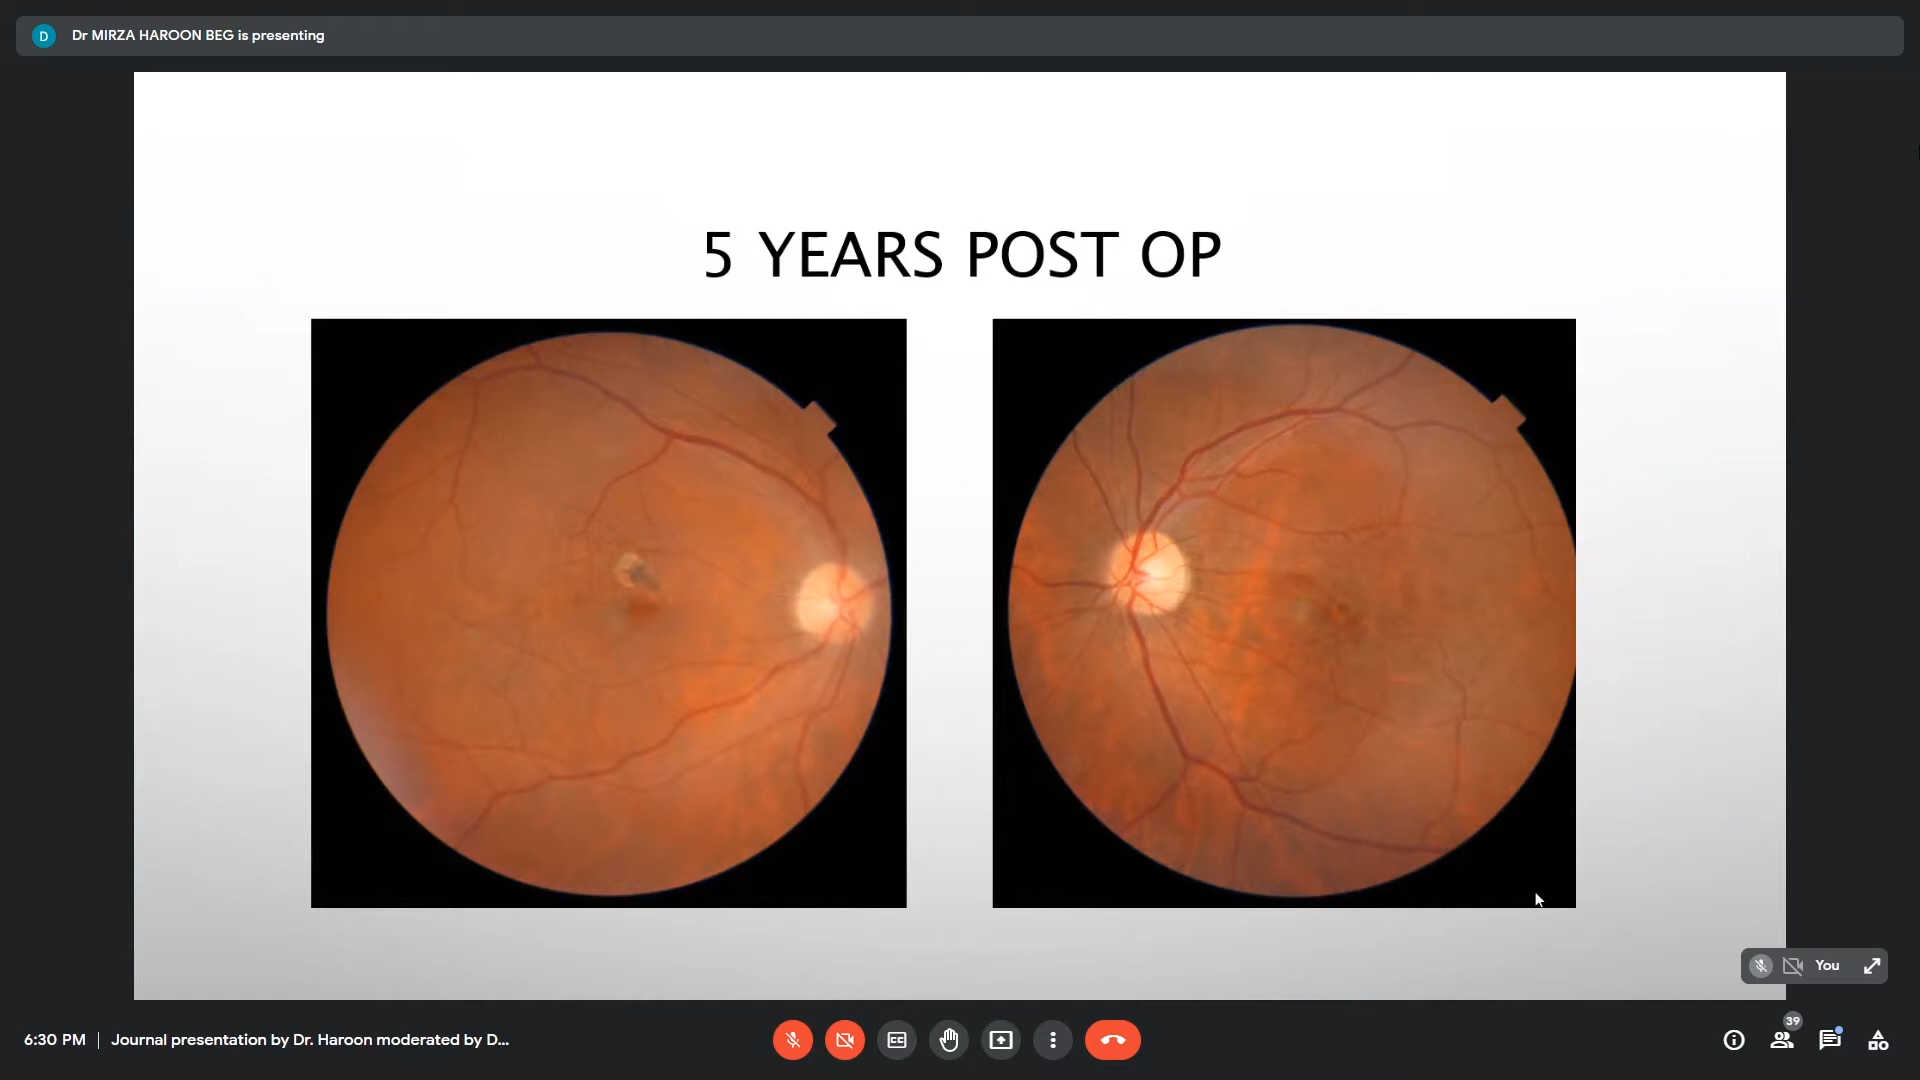 D Dr MIRZA HAROON BEG is presenting
5 YEARS POST OP
You
39
6:30 PM | Journal presentation by Dr. Haroon moderated by D...